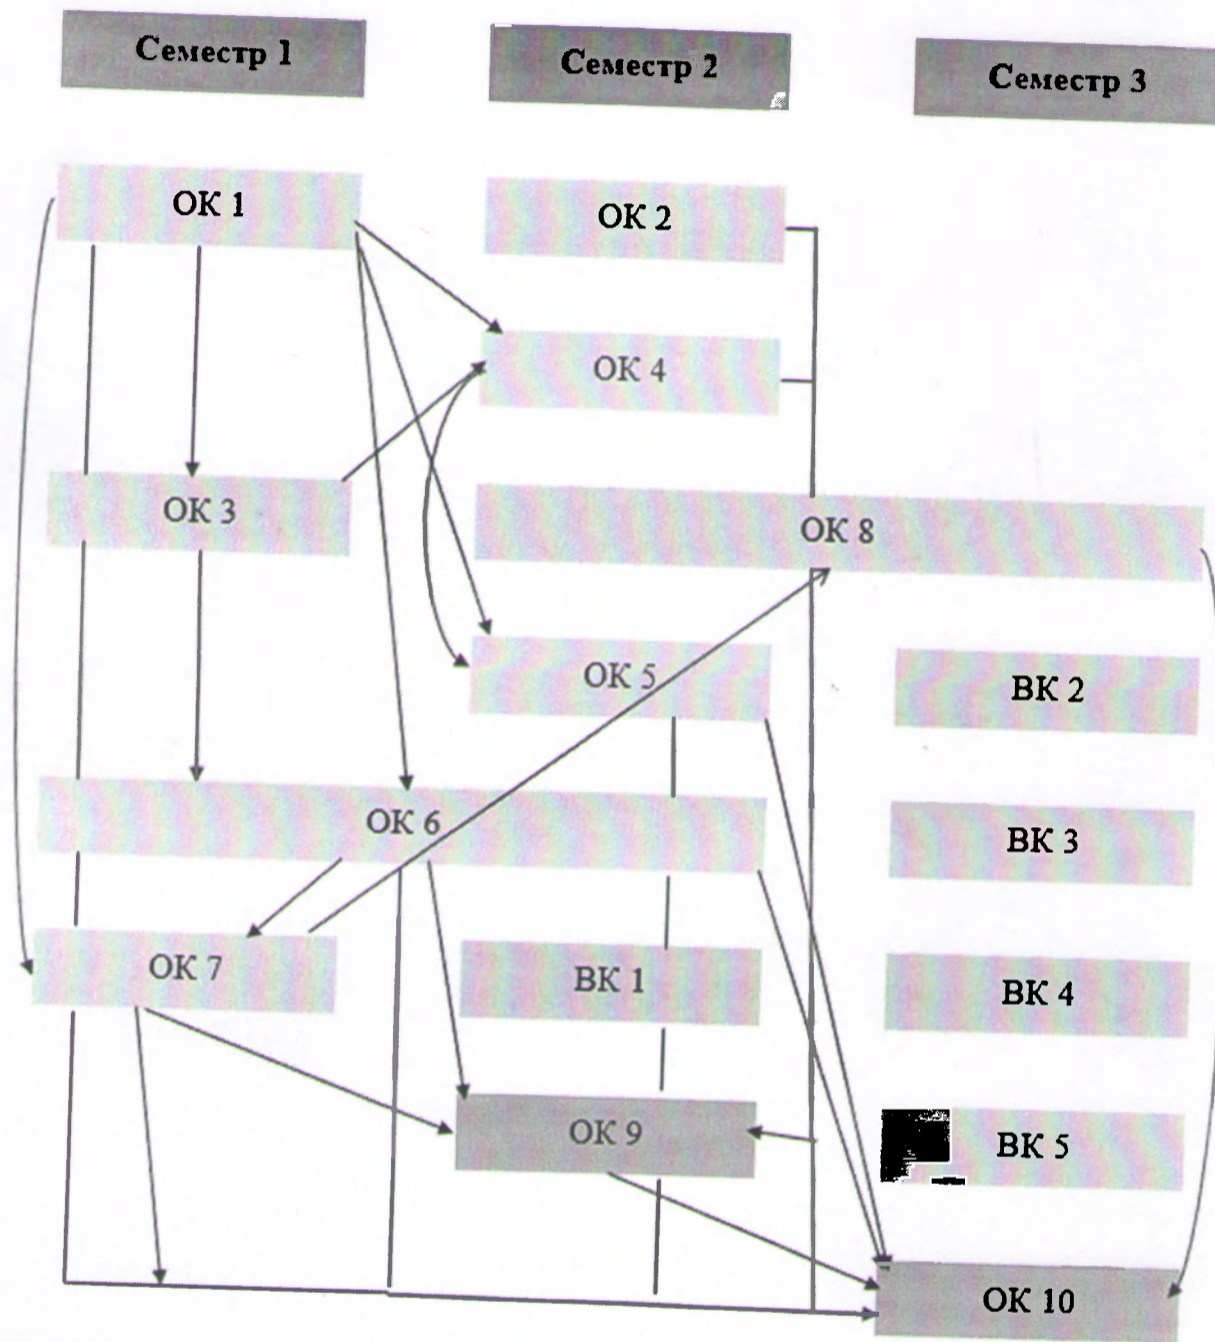 Семестр 1
Семестр 2
Семестр 3
ОК 1
ОК 2
ОК 4
ОК 3
ОК 8
ОК 5
ВК 2
ОК 6
ВК 3
ОК 7
ВК 1
ВК 4
ОК 9
ВК 5
ОК 10